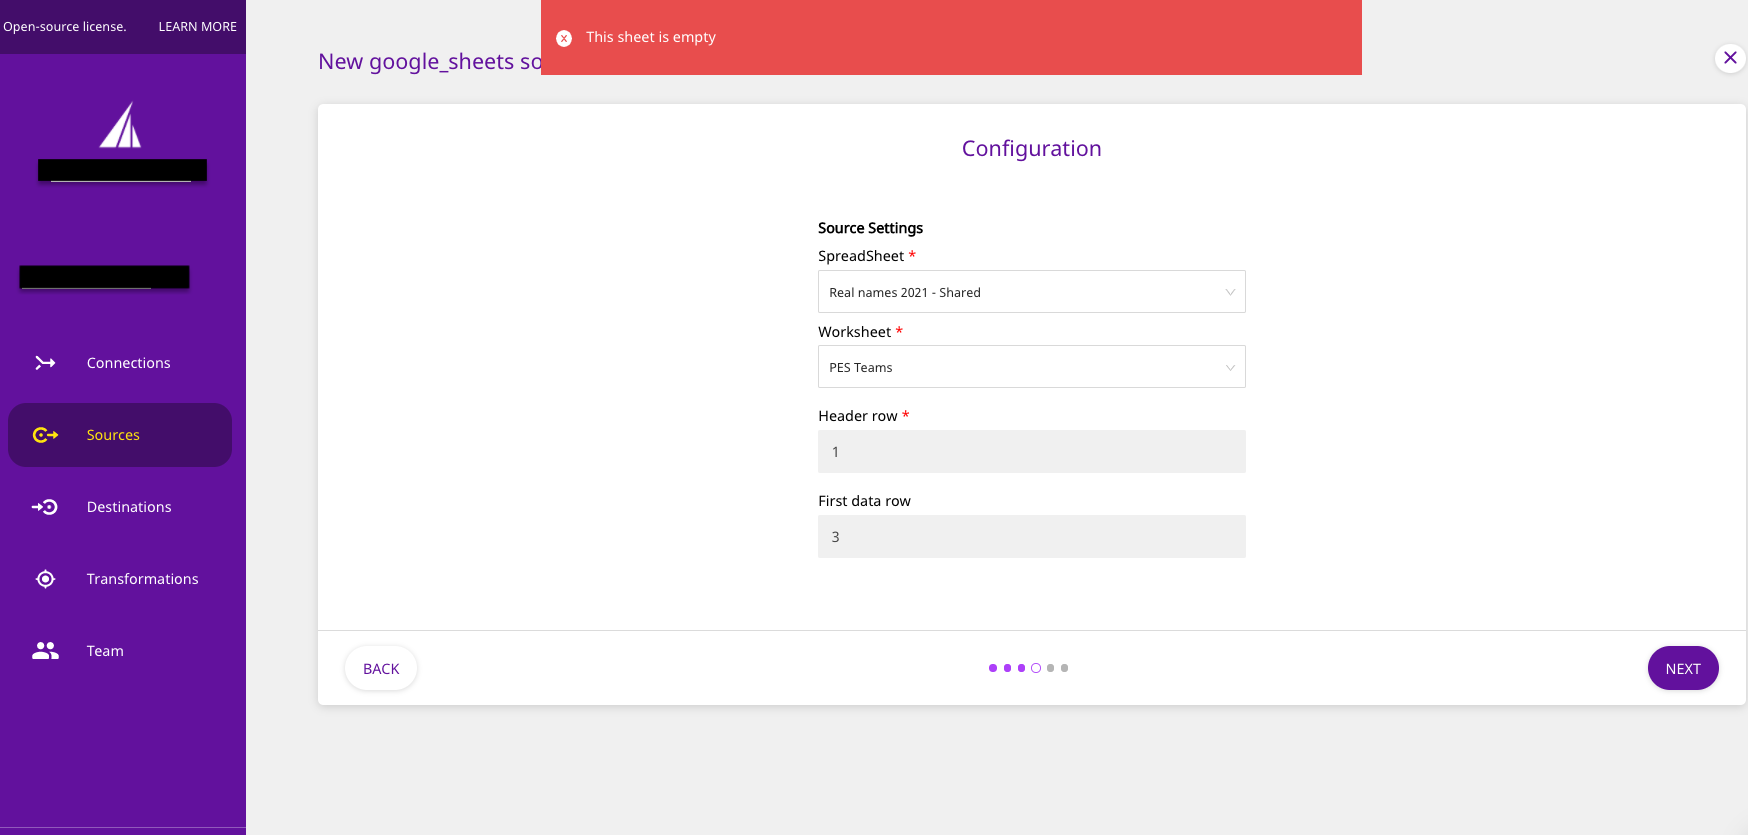 Open-source license. LEARN MORE
This sheet is empty
New google_sheets so
Configuration
Source Settings
SpreadSheet *
Real names 2021 - Shared
Worksheet *
PES Teams
Header row *
1
First data row
3
Connections
Sources
Destinations
Transformations
Team
BACK
NEXT